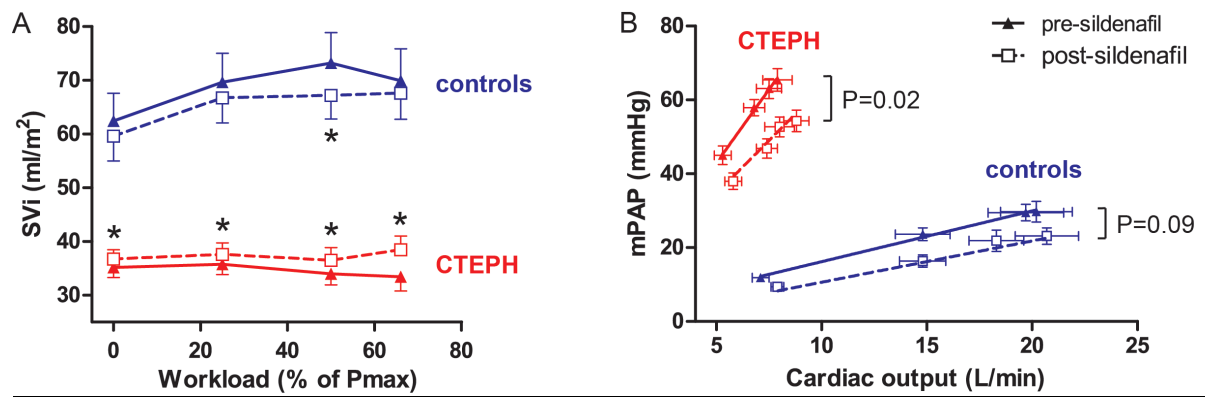 A
SVi (ml/m²)
80
70
60
50
40
30
0
20
40
60
80
Workload (% of Pmax)
controls
CTEPH
*
*
*
*
*
B
mPAP (mmHg)
80
60
40
20
0
5
10
15
20
25
Cardiac output (L/min)
CTEPH
P=0.02
controls
P=0.09
pre-sildenafil
post-sildenafil